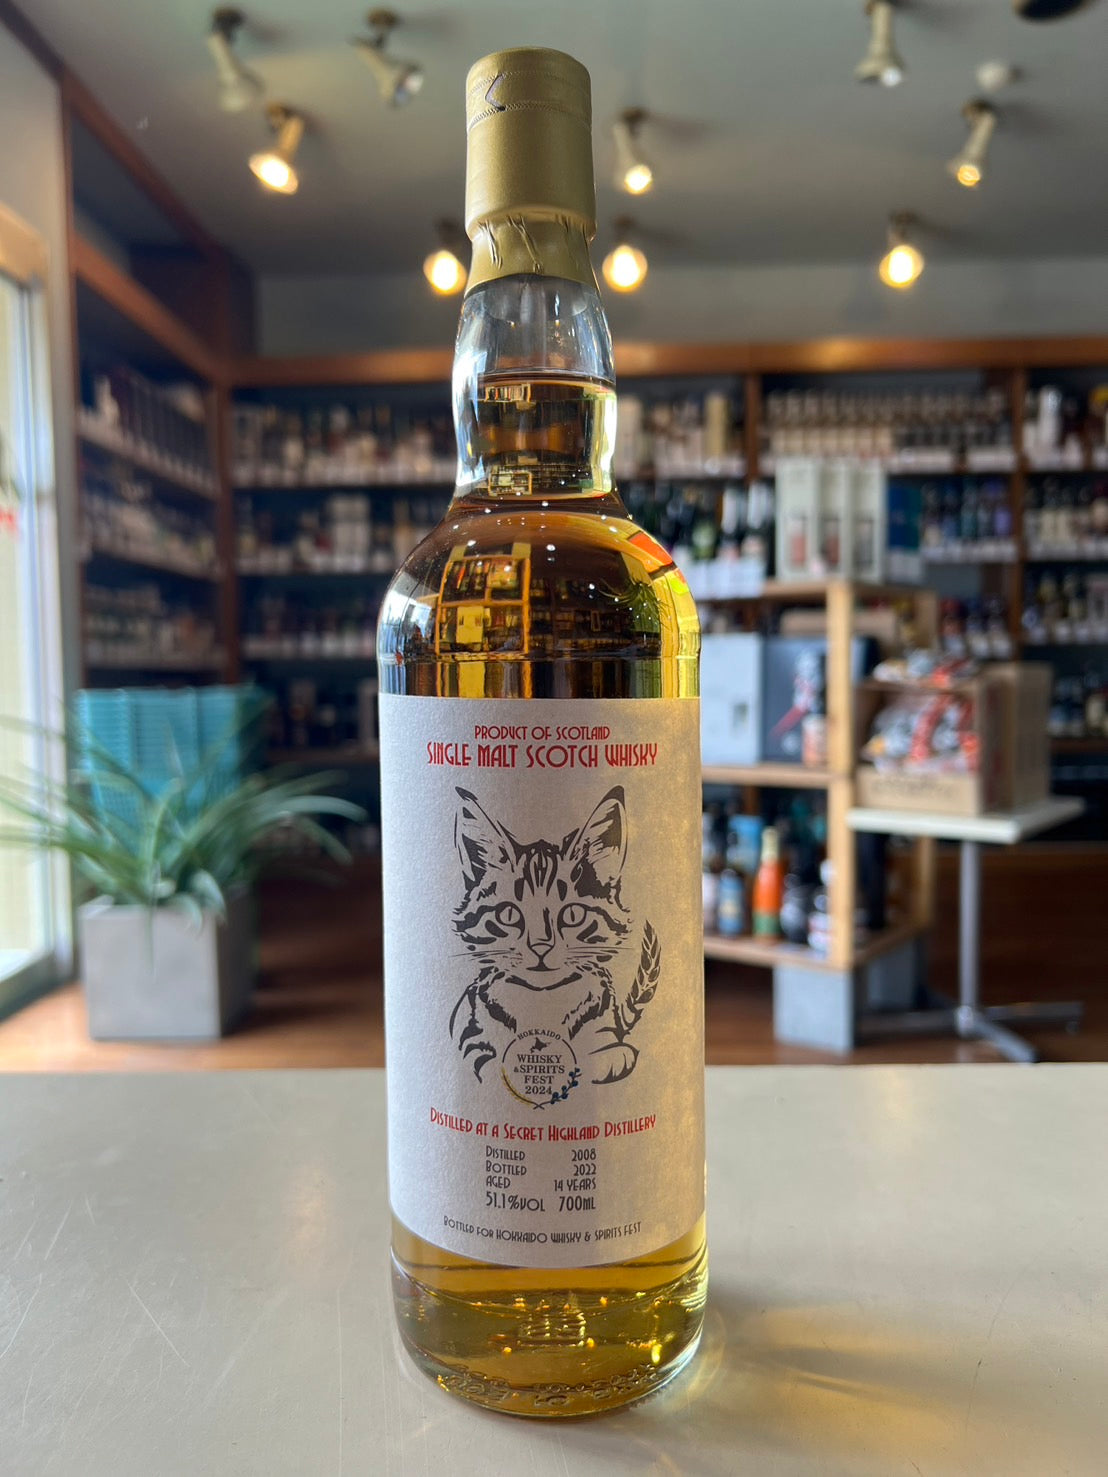 PRODUCT OF SCOTLAND
SINGLE MALT SCOTCH WHISKY
HOKKAIDO
WHISKY
&SPIRITS
FEST
2024
DISTILLED AT A SECRET HIGHLAND DISTILLERY
DISTILLED 2008
BOTTLED 2022
AGED 14 YEARS
51.1%VOL 700ML
BOTTLED FOR HOKKAIDO WHISKY & SPIRITS FEST